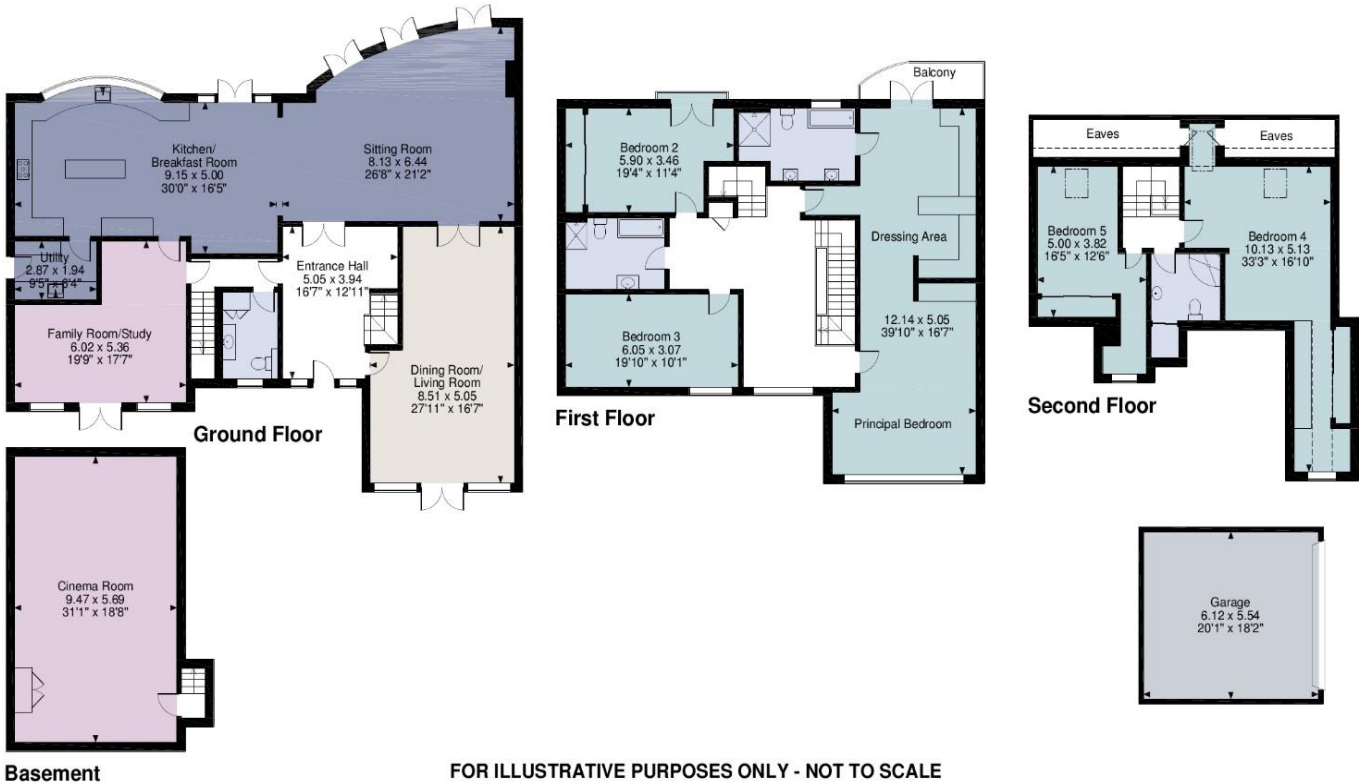 Kitchen/
Breakfast Room
9.15 x 5.00
30'0" x 16'5"
Sitting Room
8.13 x 6.44
26'8" x 21'2"
Utility
2.87 x 1.94
9'5" x 6'4"
Entrance Hall
5.05 x 3.94
16'7" x 12'11"
Family Room/Study
6.02 x 5.36
19'9" x 17'7"
Dining Room/
Living Room
8.51 x 5.05
27'11" x 16'7"
Ground Floor
Balcony
Bedroom 2
5.90 x 3.46
19'4" x 11'4"
Dressing Area
Bedroom 3
6.05 x 3.07
19'10" x 10'1"
12.14 x 5.05
39'10" x 16'7"
Principal Bedroom
First Floor
Eaves
Eaves
Bedroom 5
5.00 x 3.82
16'5" x 12'6"
Bedroom 4
10.13 x 5.13
33'3" x 16'10"
Second Floor
Cinema Room
9.47 x 5.69
31'1" x 18'8"
Garage
6.12 x 5.54
20'1" x 18'2"
Basement
FOR ILLUSTRATIVE PURPOSES ONLY - NOT TO SCALE